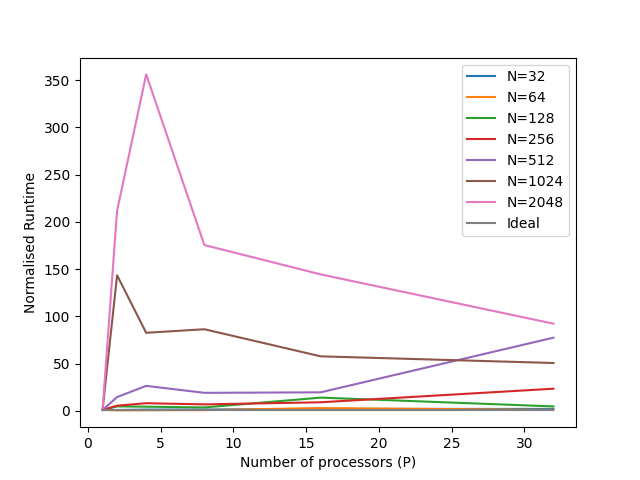 350
300
250
200
150
100
50
0
Normalised Runtime
0 5 10 15 20 25 30
Number of processors (P)
N=32
N=64
N=128
N=256
N=512
N=1024
N=2048
Ideal